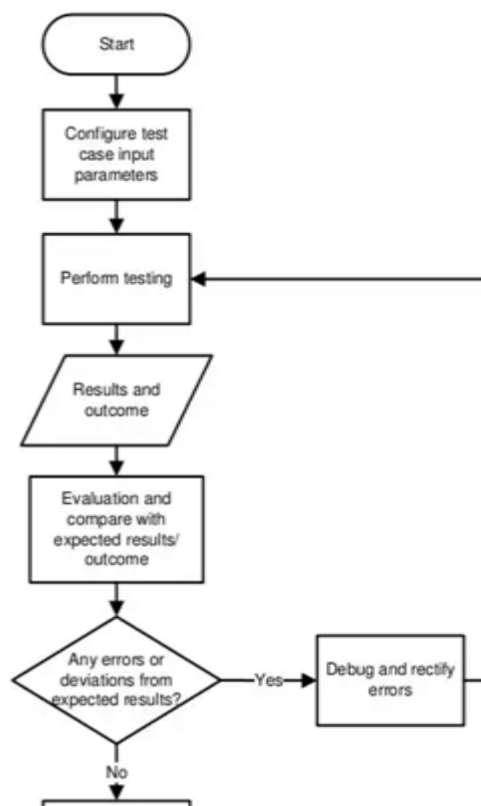 Start
Configure test
case input
parameters
Perform testing
Results and
outcome
Evaluation and
compare with
expected results/
outcome
Any errors or
deviations from
expected results?
Yes
Debug and rectify
errors
No